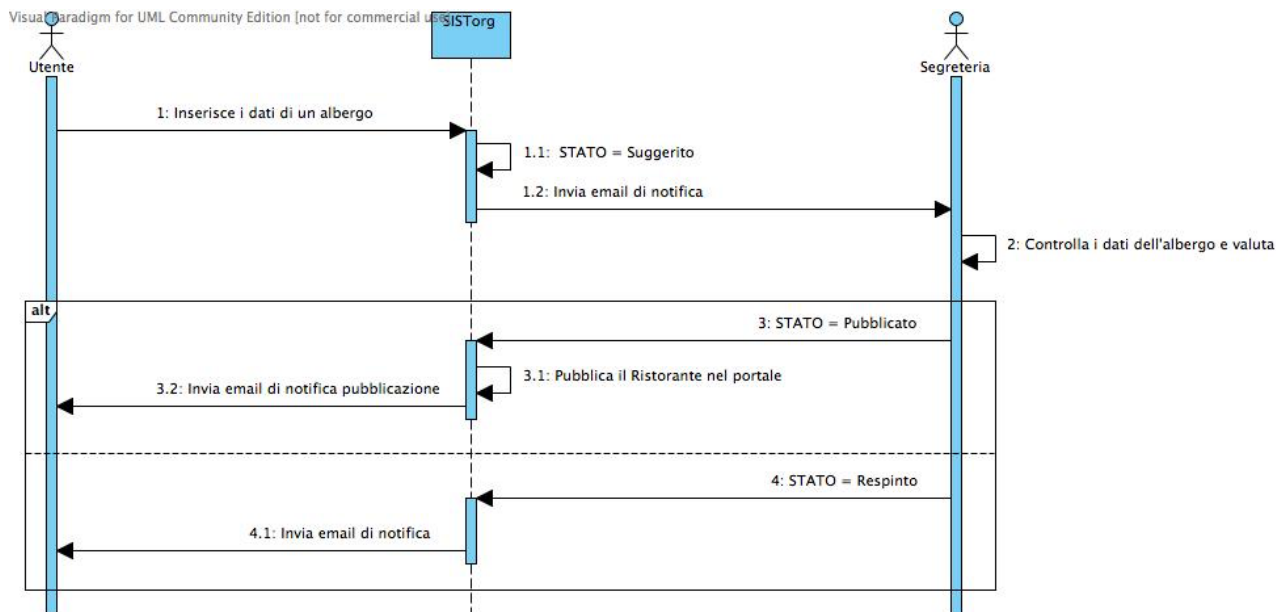 Visual Paradigm for UML Community Edition [not for commercial use]
SISTorg
Utente
Segreteria
1: Inserisce i dati di un albergo
1.1: STATO = Suggerito
1.2: Invia email di notifica
2: Controlla i dati dell'albergo e valuta
alt
3: STATO = Pubblicato
3.1: Pubblica il Ristorante nel portale
3.2: Invia email di notifica pubblicazione
4: STATO = Respinto
4.1: Invia email di notifica